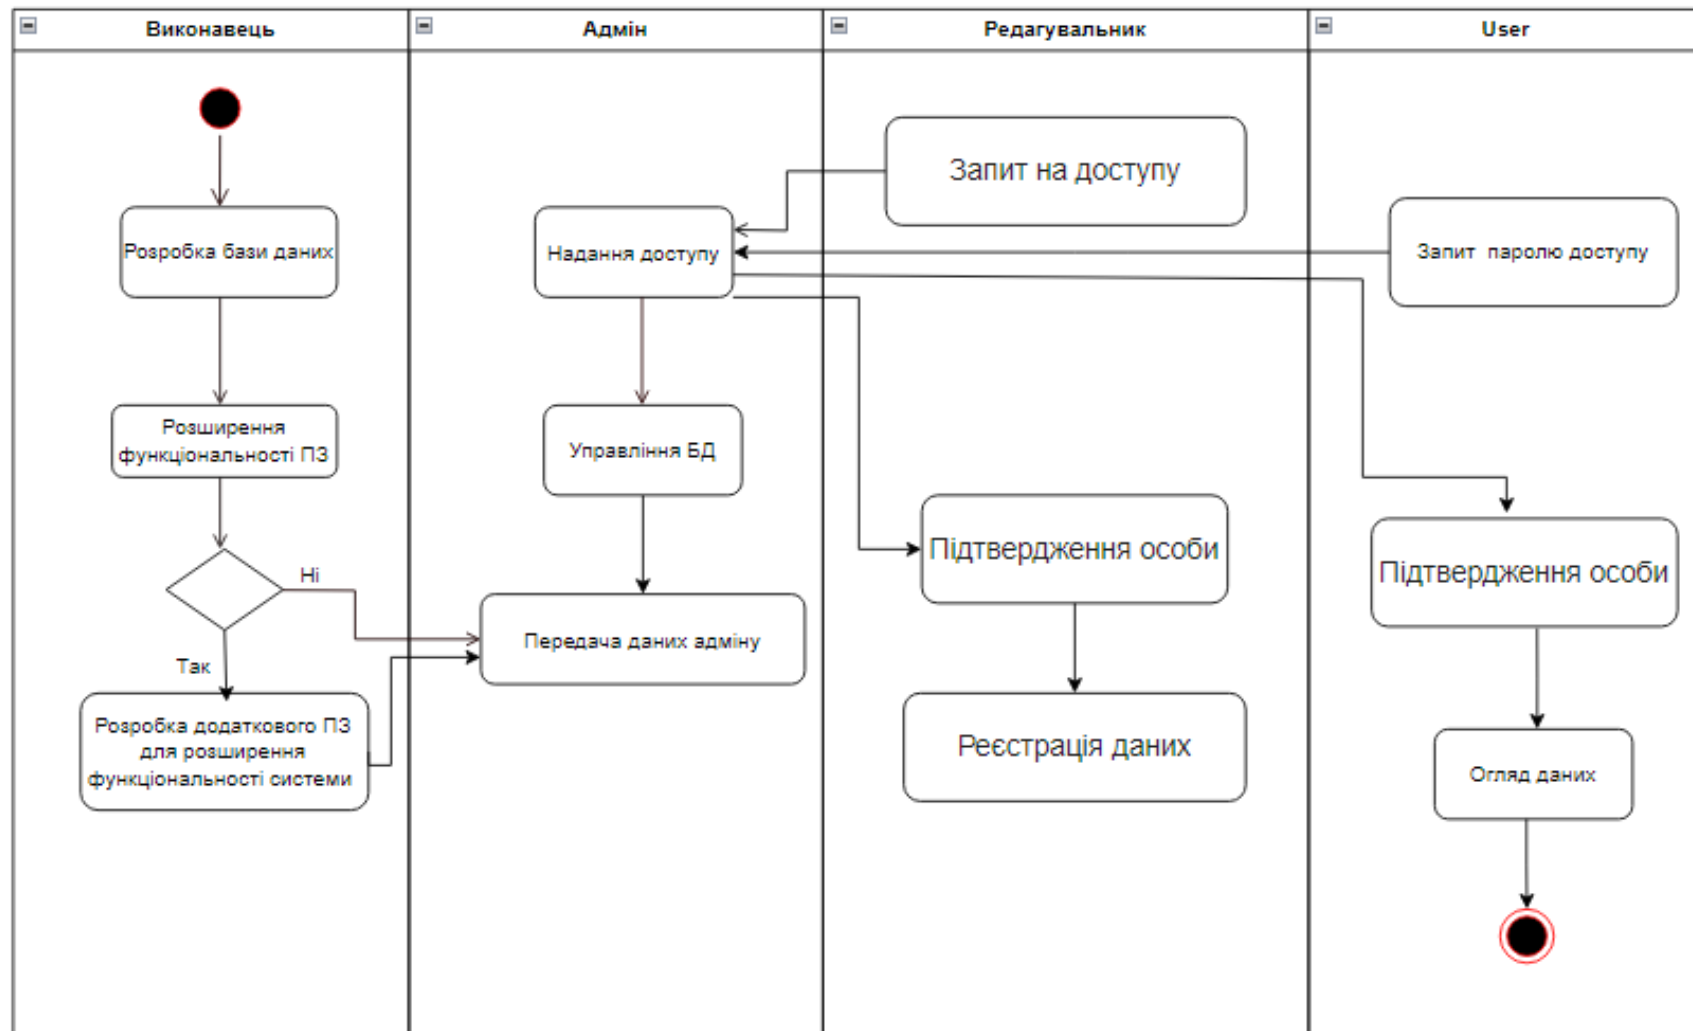 Виконавець
Адмін
Редагувальник
User
Розробка бази даних
Розширення
функціональності ПЗ
Ні
Так
Розробка додаткового ПЗ
для розширення
функціональності системи
Надання доступу
Управління БД
Передача даних адміну
Запит на доступу
Підтвердження особи
Реєстрація даних
Запит паролю доступу
Підтвердження особи
Огляд даних